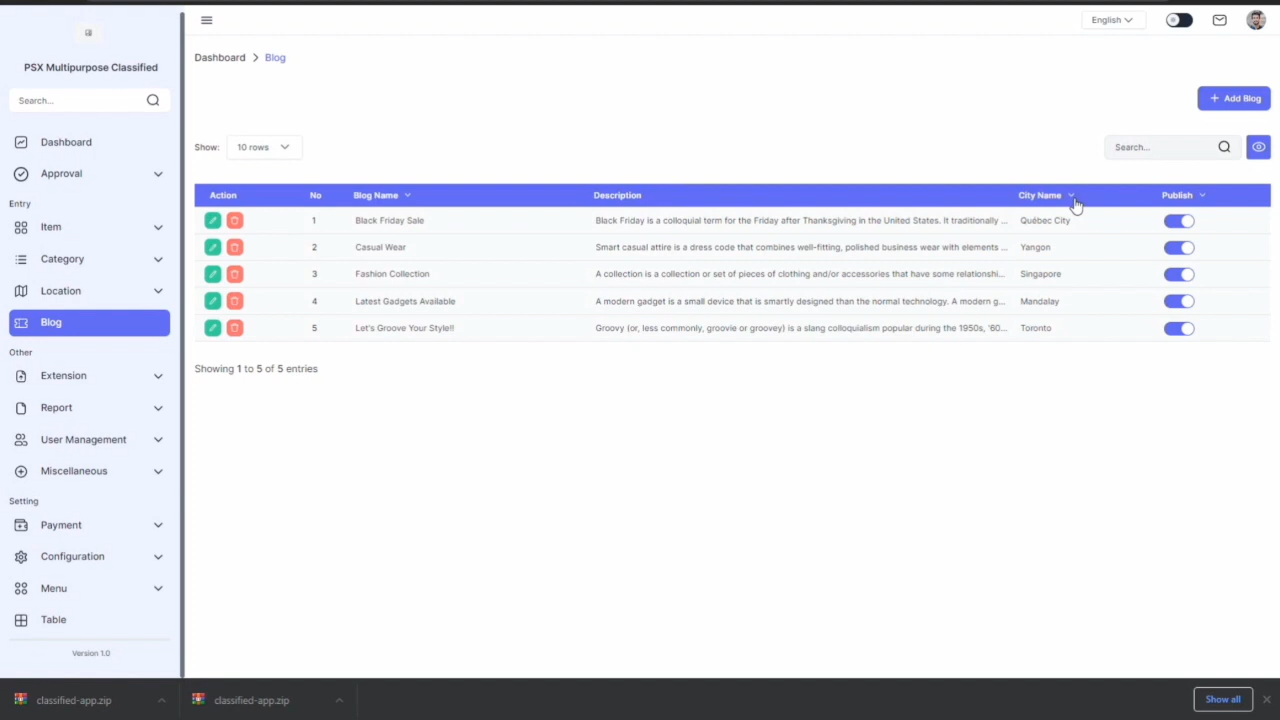 English
PSX Multipurpose Classified
Search...
Dashboard
Approval
Entry
Item
Category
Location
Blog
Other
Extension
Report
User Management
Miscellaneous
Setting
Payment
Configuration
Menu
Table
Version 1.0
Dashboard > Blog
+ Add Blog
Show: 10 rows
Search...
Action No Blog Name Description City Name Publish
1 Black Friday Sale Black Friday is a colloquial term for the Friday after Thanksgiving in the United States. It traditionally ... Québec City
2 Casual Wear Smart casual attire is a dress code that combines well-fitting, polished business wear with elements ... Yangon
3 Fashion Collection A collection is a collection or set of pieces of clothing and/or accessories that have some relationshi... Singapore
4 Latest Gadgets Available A modern gadget is a small device that is smartly designed than the normal technology. A modern g... Mandalay
5 Let's Groove Your Style!! Groovy (or, less commonly, groovie or groovey) is a slang colloquialism popular during the 1950s, '60... Toronto
Showing 1 to 5 of 5 entries
classified-app.zip
classified-app.zip
Show all